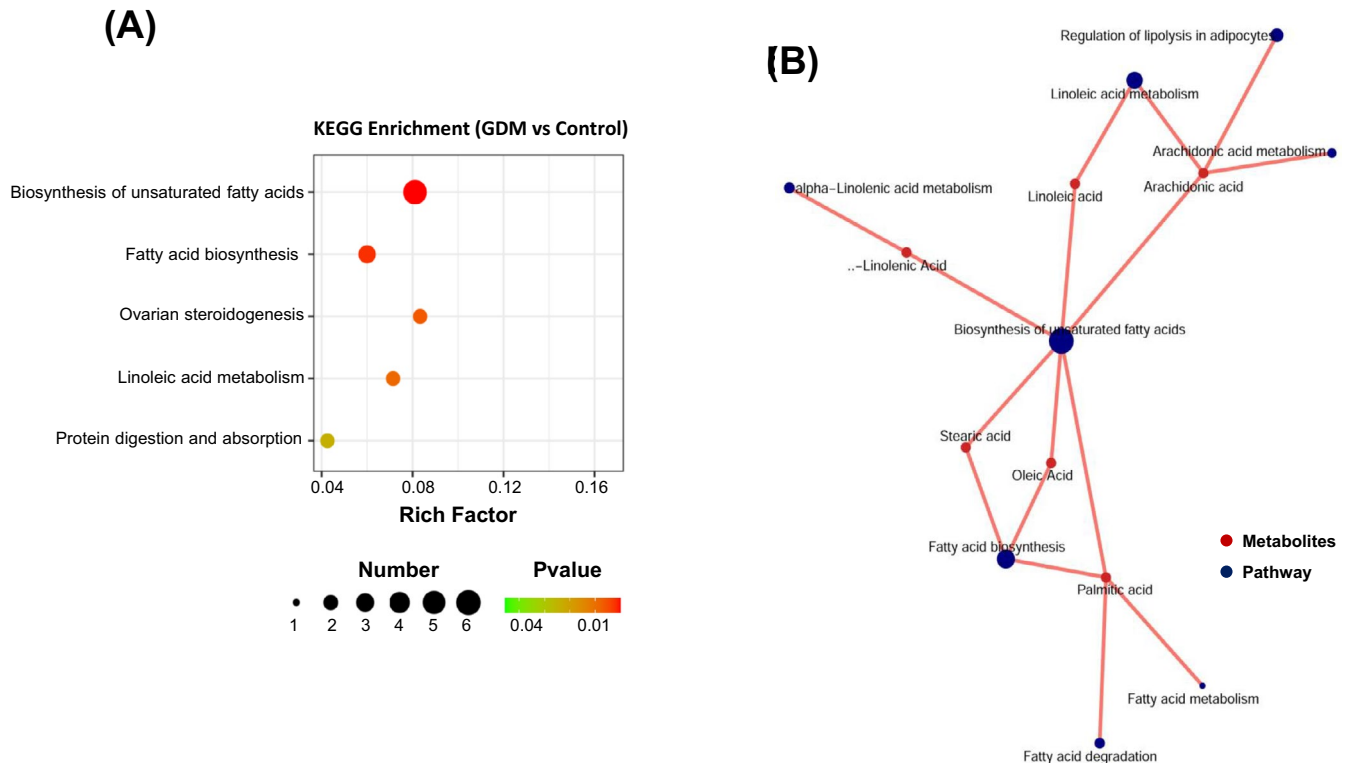 (A)
KEGG Enrichment (GDM vs Control)
Biosynthesis of unsaturated fatty acids
Fatty acid biosynthesis
Ovarian steroidogenesis
Linoleic acid metabolism
Protein digestion and absorption
0.04 0.08 0.12 0.16
Rich Factor
Number Pvalue
1 2 3 4 5 6 0.04 0.01
(B)
Regulation of lipolysis in adipocytes
Linoleic acid metabolism
Arachidonic acid metabolism
alpha-Linolenic acid metabolism
Linoleic acid
Arachidonic acid
..-Linolenic Acid
Biosynthesis of unsaturated fatty acids
Stearic acid
Oleic Acid
Fatty acid biosynthesis
Metabolites
Pathway
Palmitic acid
Fatty acid metabolism
Fatty acid degradation